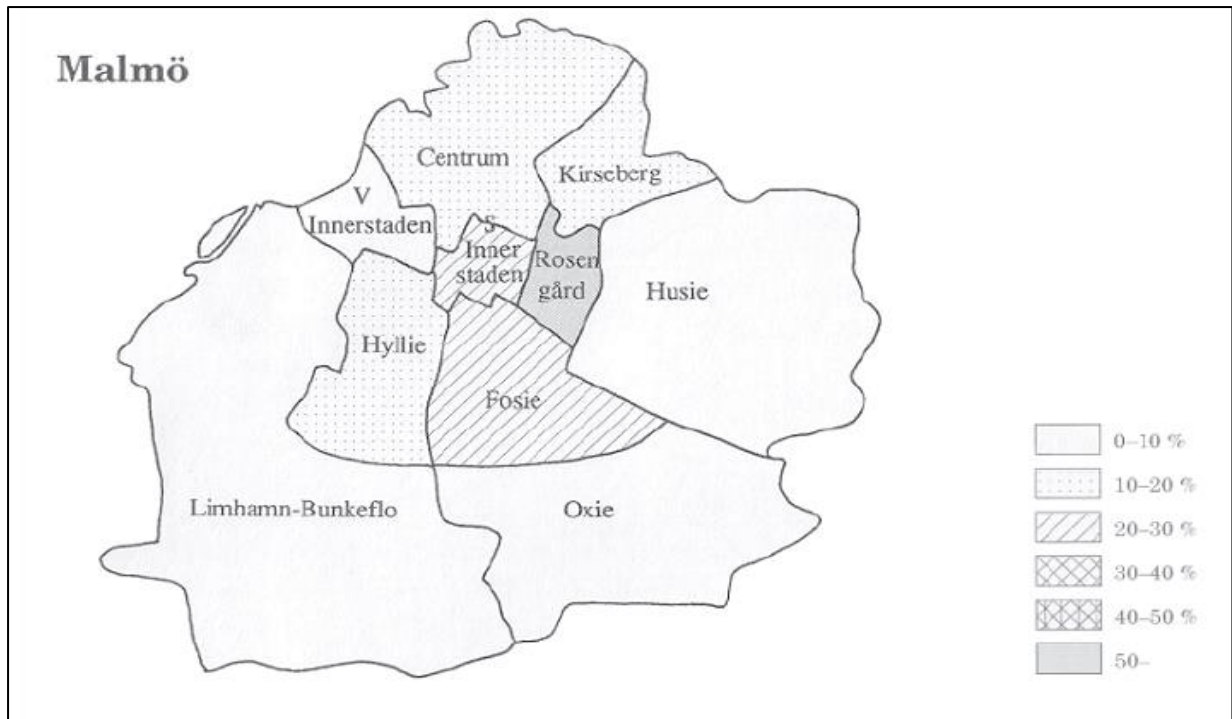 Malmö
Centrum
Kirseberg
V
Innerstaden
S
Inner
staden
Rosen
gård
Husie
Hyllie
Fosie
Limhamn-Bunkeflo
Oxie
0–10 %
10–20 %
20–30 %
30–40 %
40–50 %
50–